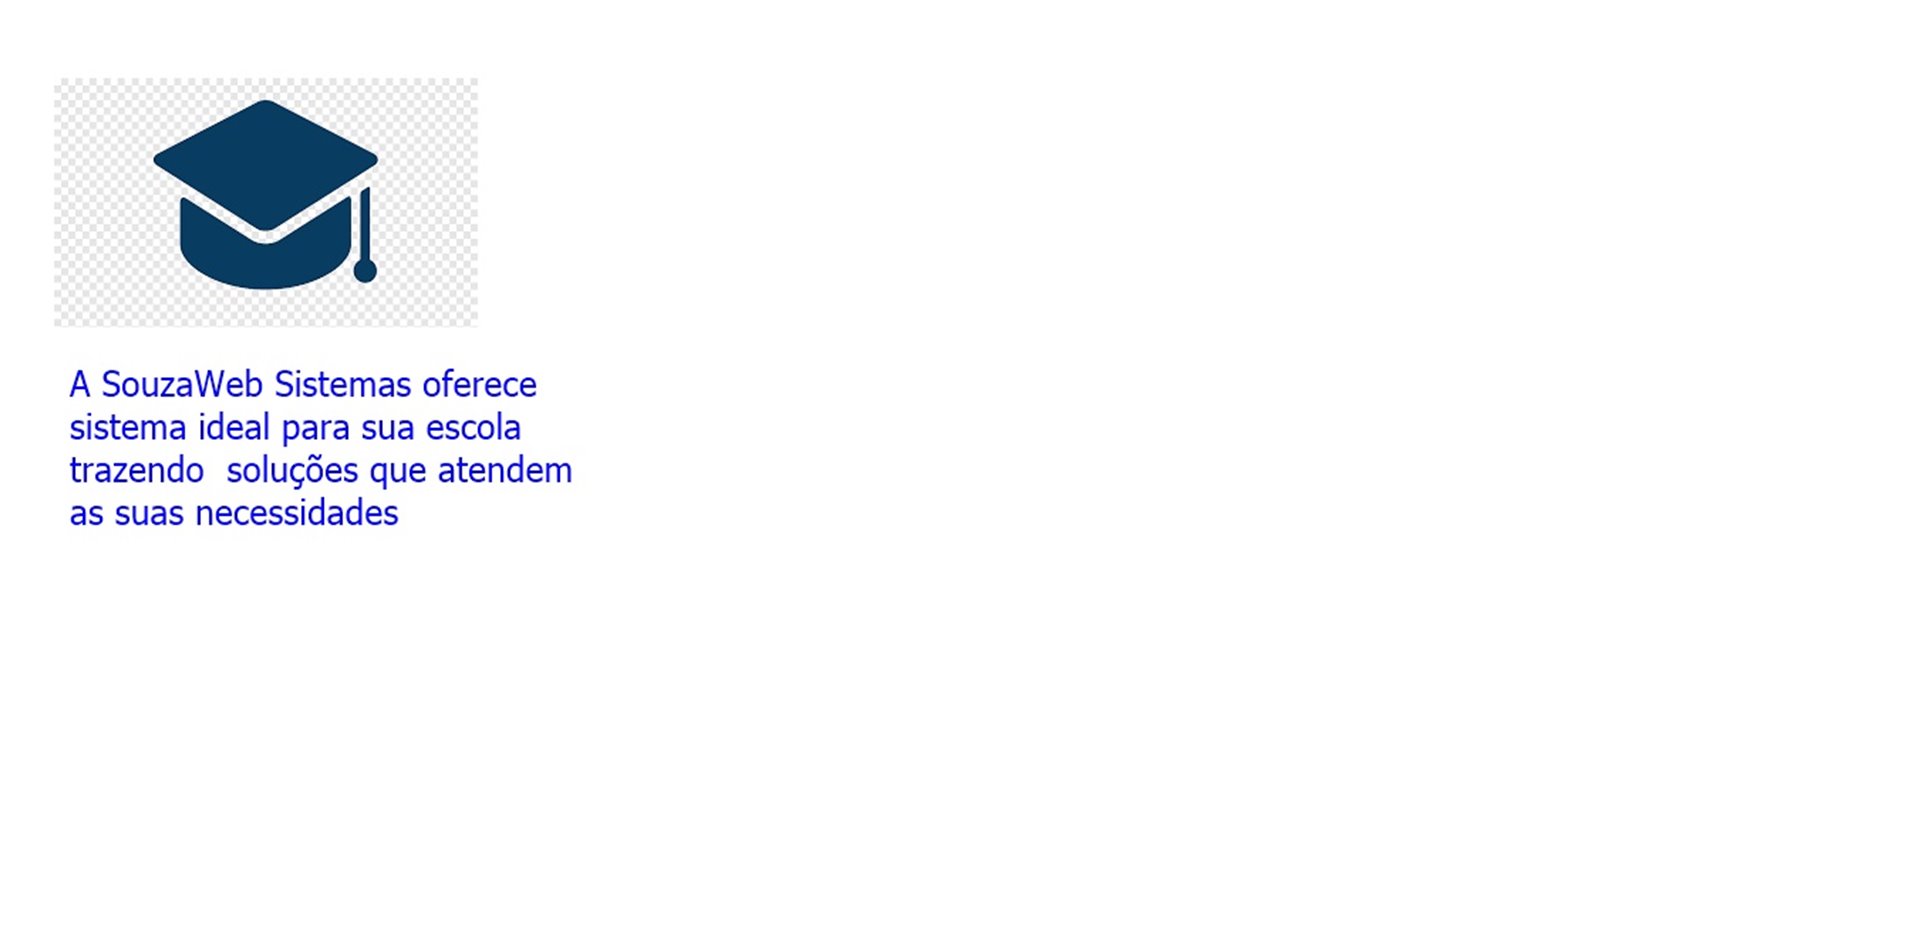 A SouzaWeb Sistemas oferece
sistema ideal para sua escola
trazendo  soluções que atendem
as suas necessidades